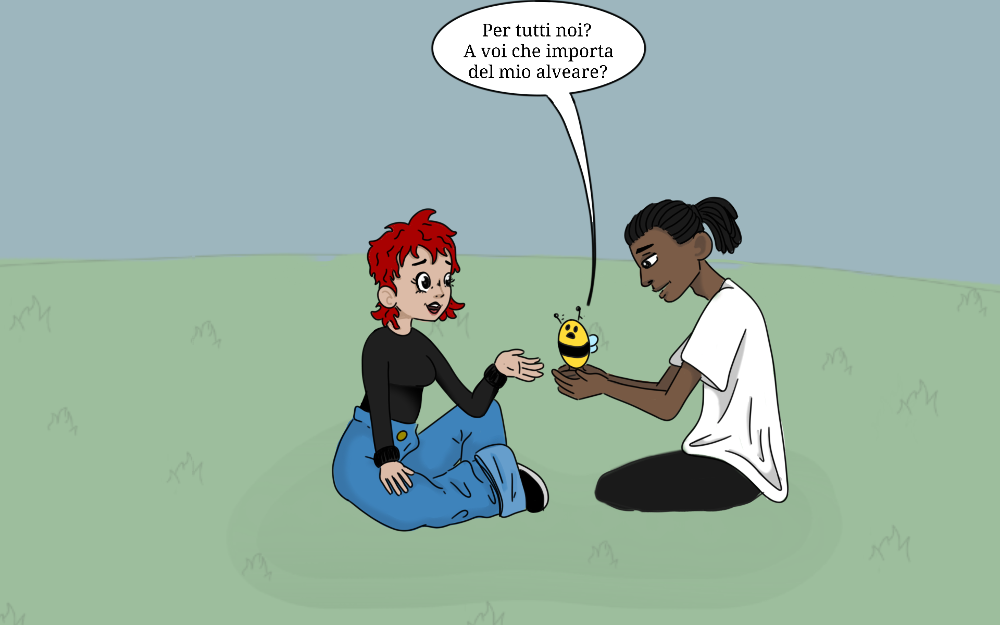 Per tutti noi?
A voi che importa
del mio alveare?